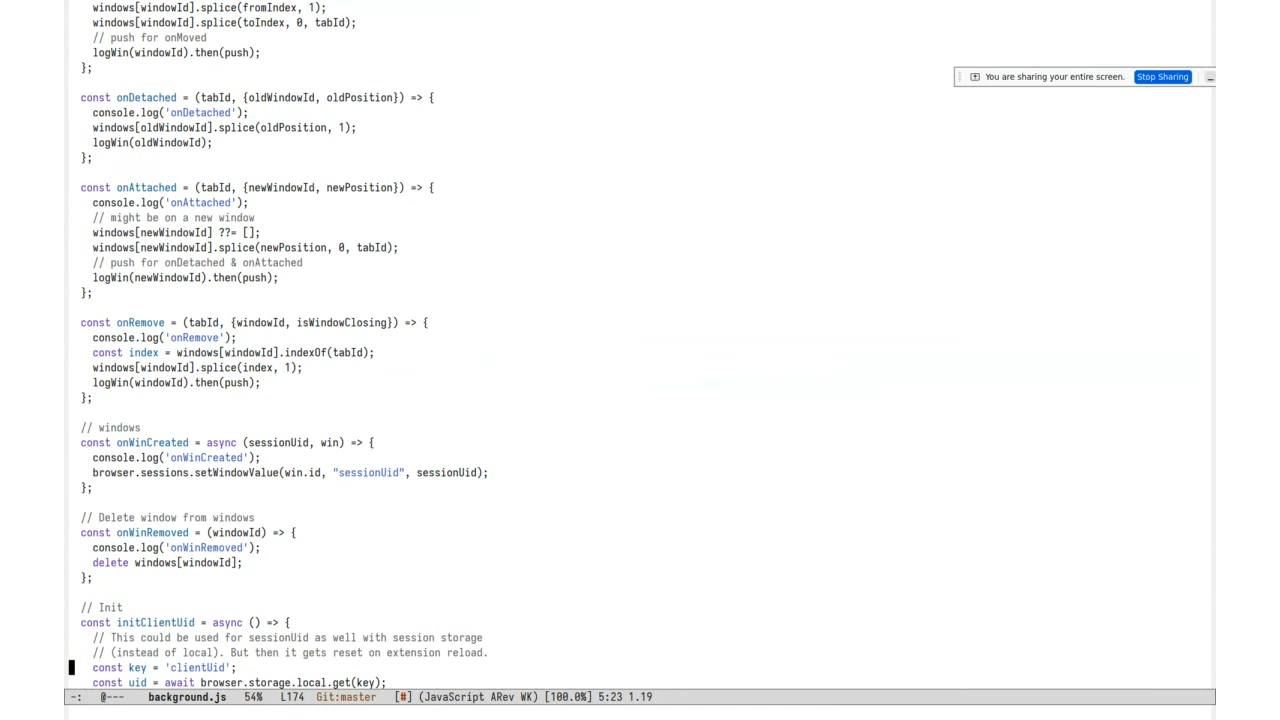 windows[windowId].splice(fromIndex, 1);
    windows[windowId].splice(toIndex, 0, tabId);
    // push for onMoved
    logWin(windowId).then(push);
  };
You are sharing your entire screen. Stop Sharing
  const onDetached = (tabId, {oldWindowId, oldPosition}) => {
    console.log('onDetached');
    windows[oldWindowId].splice(oldPosition, 1);
    logWin(oldWindowId);
  };
  const onAttached = (tabId, {newWindowId, newPosition}) => {
    console.log('onAttached');
    // might be on a new window
    windows[newWindowId] ??= [];
    windows[newWindowId].splice(newPosition, 0, tabId);
    // push for onDetached & onAttached
    logWin(newWindowId).then(push);
  };
  const onRemove = (tabId, {windowId, isWindowClosing}) => {
    console.log('onRemove');
    const index = windows[windowId].indexOf(tabId);
    windows[windowId].splice(index, 1);
    logWin(windowId).then(push);
  };
  // windows
  const onWinCreated = async (sessionUid, win) => {
    console.log('onWinCreated');
    browser.sessions.setWindowValue(win.id, "sessionUid", sessionUid);
  };
  // Delete window from windows
  const onWinRemoved = (windowId) => {
    console.log('onWinRemoved');
    delete windows[windowId];
  };
  // Init
  const initClientUid = async () => {
    // This could be used for sessionUid as well with session storage
    // (instead of local). But then it gets reset on extension reload.
    const key = 'clientUid';
    const uid = await browser.storage.local.get(key);
-:   @---   background.js   54%   L174  Git:master   [#] (JavaScript ARev WK) [100.0%] 5:23 1.19